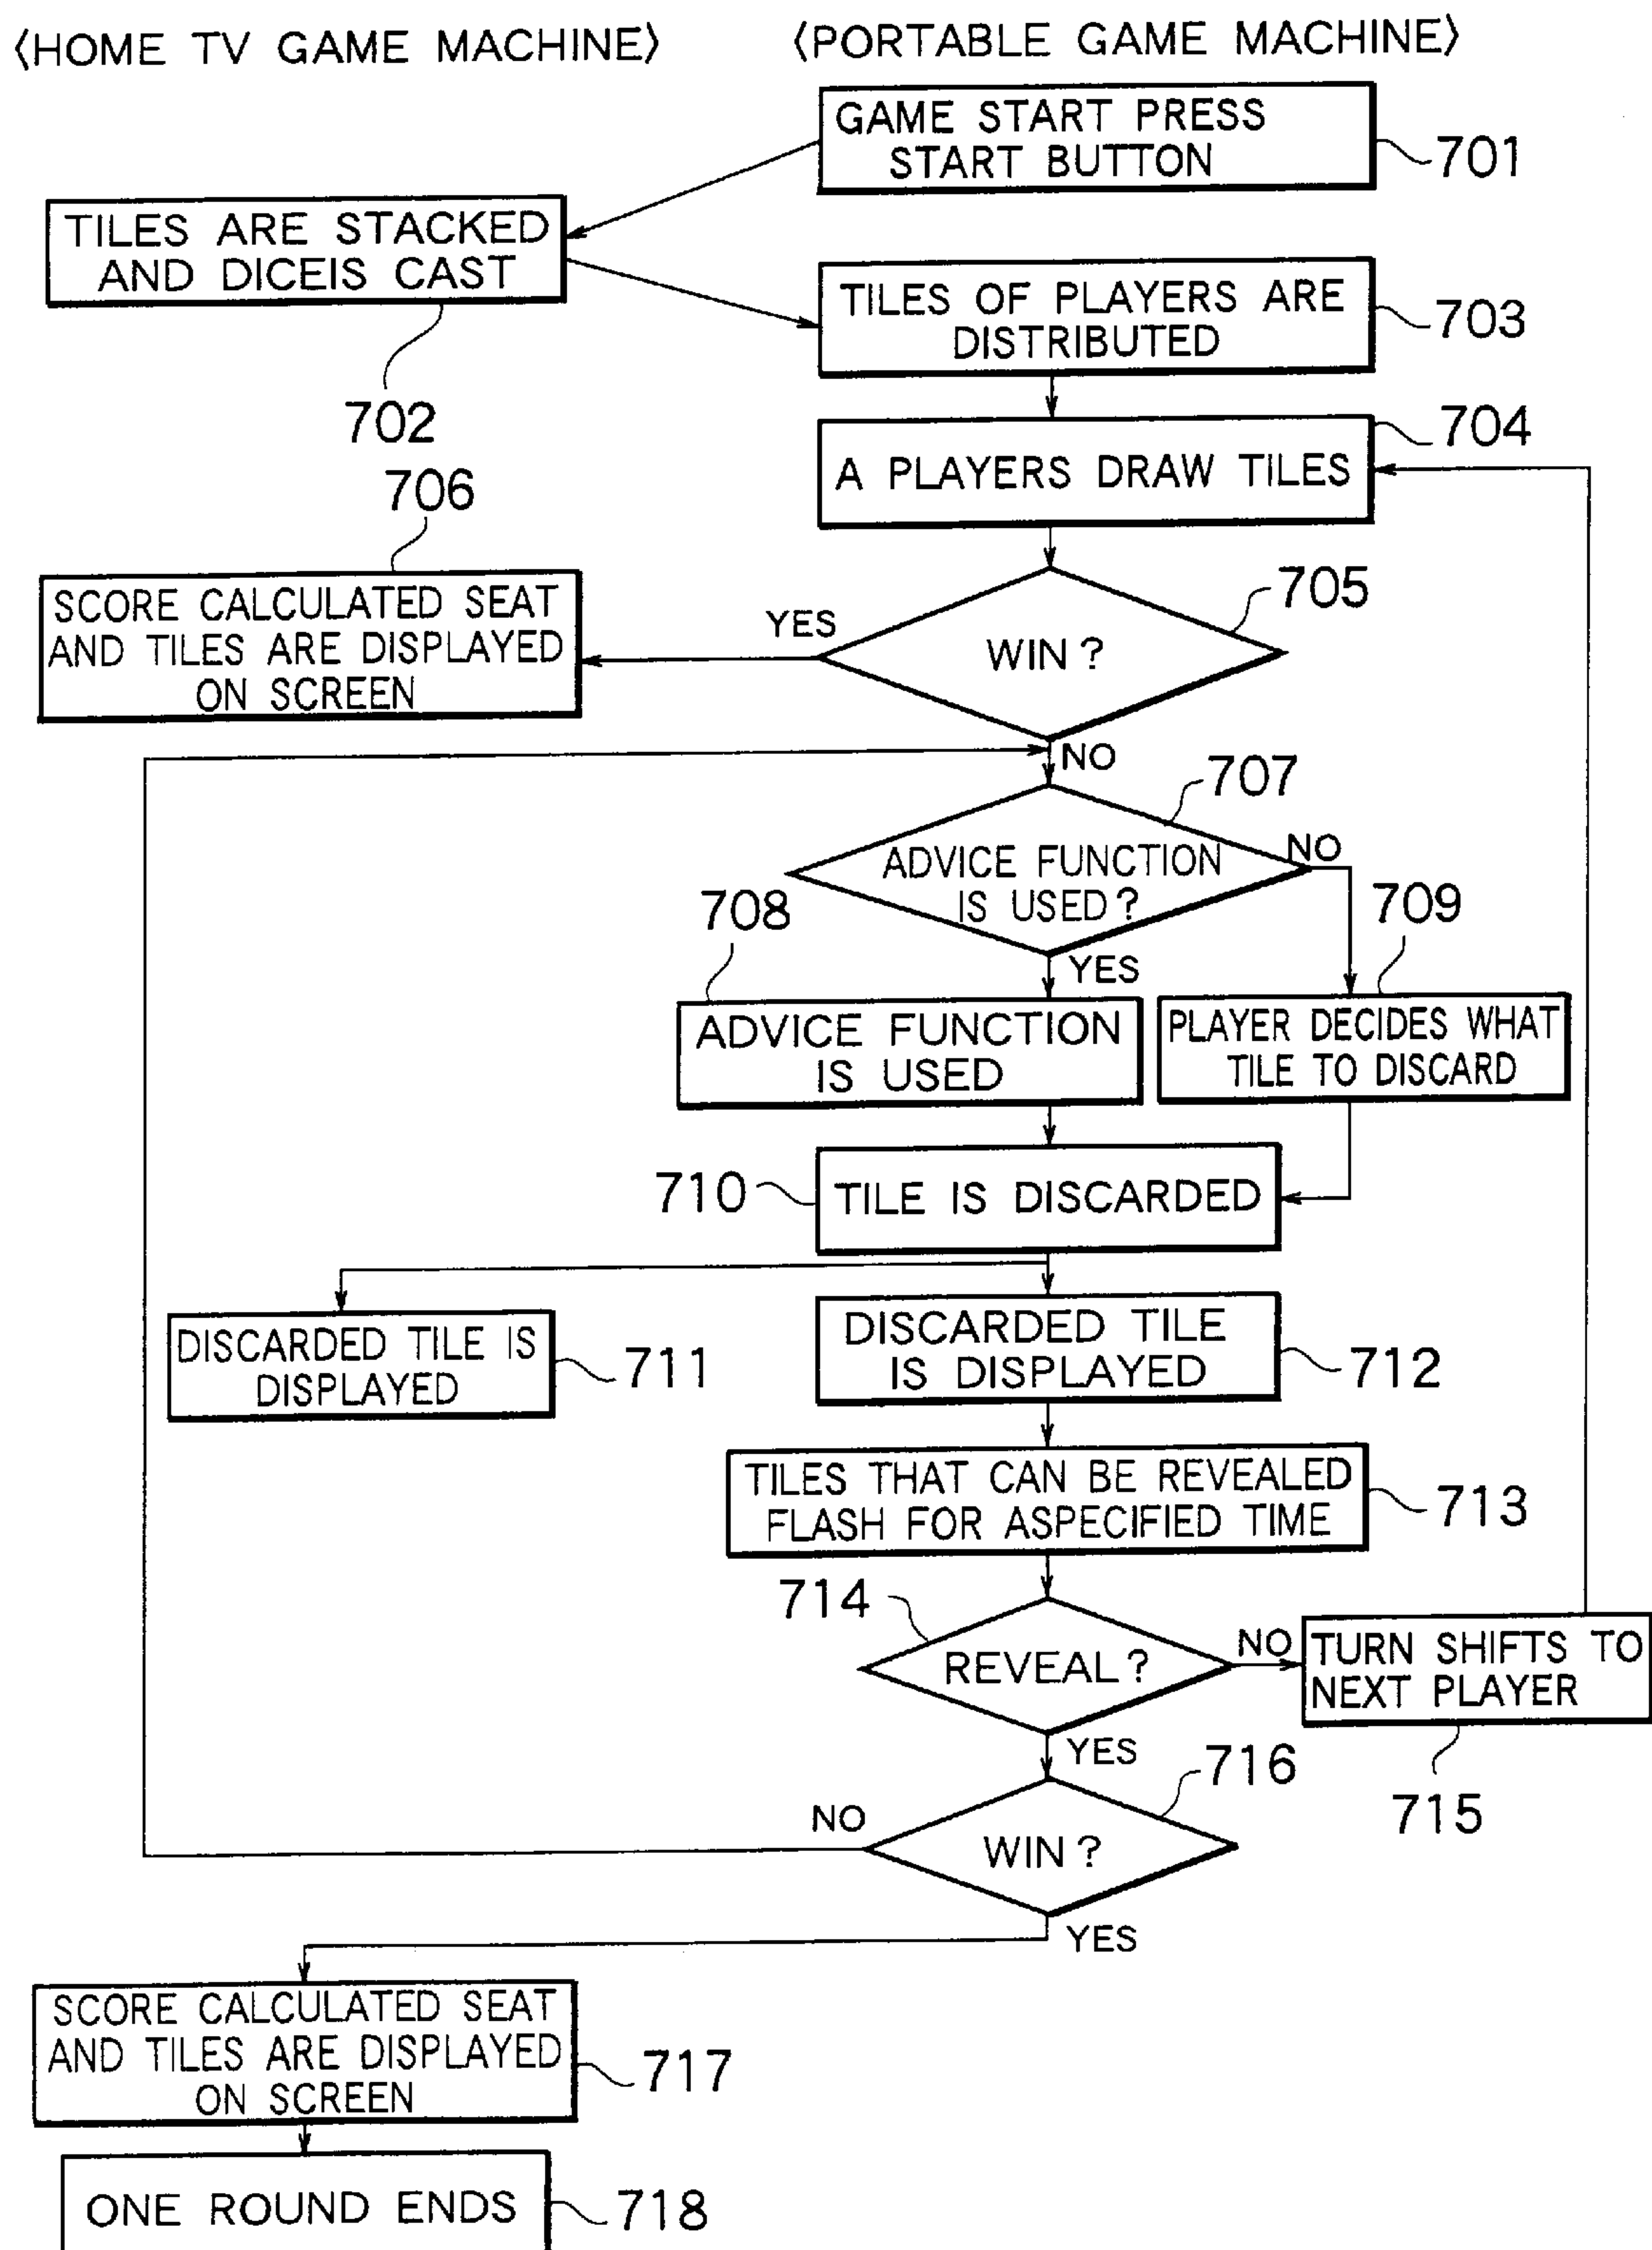 〈HOME TV GAME MACHINE〉
〈PORTABLE GAME MACHINE〉
GAME START PRESS
START BUTTON
701
TILES ARE STACKED
AND DICEIS CAST
702
TILES OF PLAYERS ARE
DISTRIBUTED
703
A PLAYERS DRAW TILES
704
WIN?
705
YES
NO
706
SCORE CALCULATED SEAT
AND TILES ARE DISPLAYED
ON SCREEN
ADVICE FUNCTION
IS USED?
707
NO
YES
708
ADVICE FUNCTION
IS USED
709
PLAYER DECIDES WHAT
TILE TO DISCARD
710
TILE IS DISCARDED
DISCARDED TILE IS
DISPLAYED
711
DISCARDED TILE
IS DISPLAYED
712
TILES THAT CAN BE REVEALED
FLASH FOR ASPECIFIED TIME
713
714
REVEAL?
NO
YES
TURN SHIFTS TO
NEXT PLAYER
715
716
WIN?
NO
YES
SCORE CALCULATED SEAT
AND TILES ARE DISPLAYED
ON SCREEN
717
ONE ROUND ENDS
718